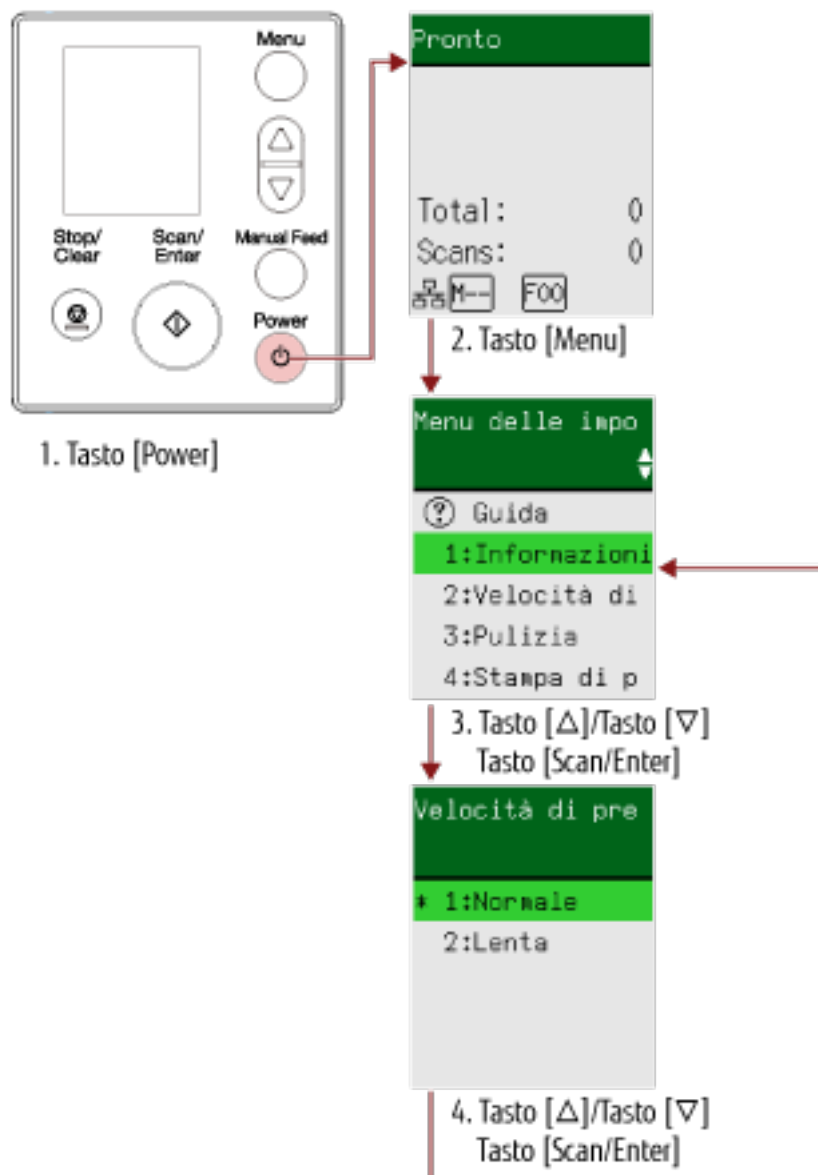 Menu
Stop/
Clear
Scan/
Enter
Manual Feed
Power
1. Tasto [Power]
Pronto
Total: 0
Scans: 0
M-- F00
2. Tasto [Menu]
Menu delle impo
? Guida
1:Informazioni
2:Velocità di
3:Pulizia
4:Stampa di p
3. Tasto [△]/Tasto [▽]
Tasto [Scan/Enter]
Velocità di pre
* 1:Normale
2:Lenta
4. Tasto [△]/Tasto [▽]
Tasto [Scan/Enter]